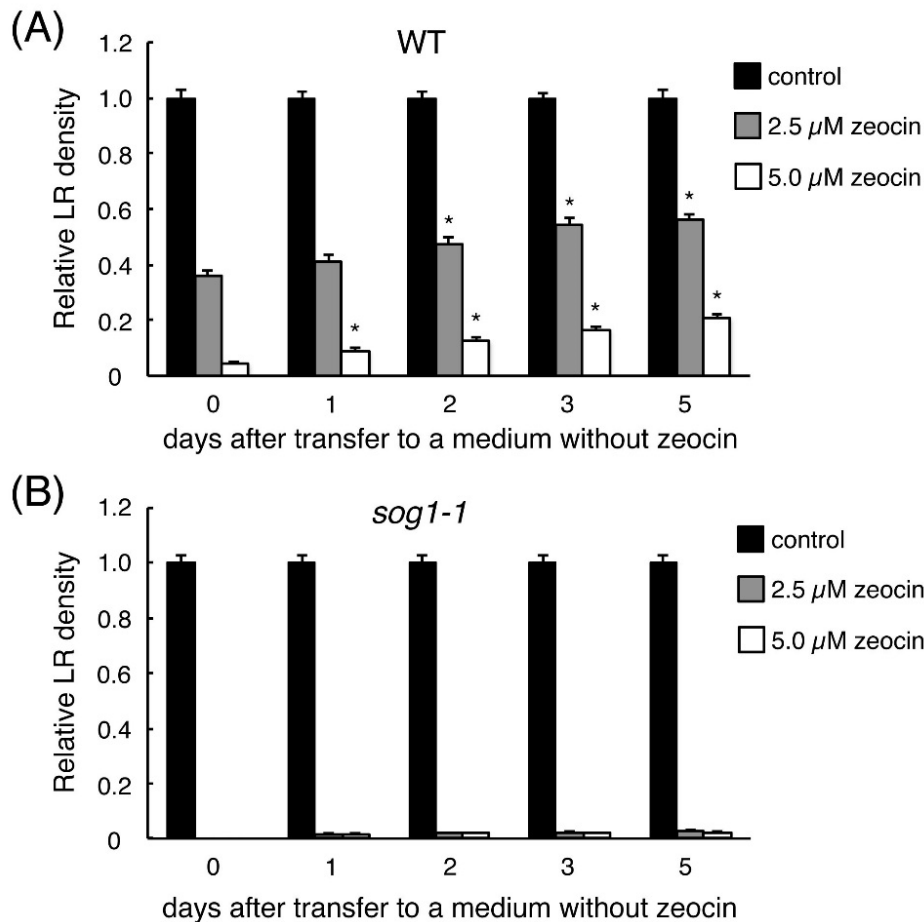 (A)
WT
Relative LR density
1.2
1.0
0.8
0.6
0.4
0.2
0
control
2.5 μM zeocin
5.0 μM zeocin
* * * * * * *
0 1 2 3 5
days after transfer to a medium without zeocin
(B)
sog1-1
Relative LR density
1.2
1.0
0.8
0.6
0.4
0.2
0
control
2.5 μM zeocin
5.0 μM zeocin
0 1 2 3 5
days after transfer to a medium without zeocin